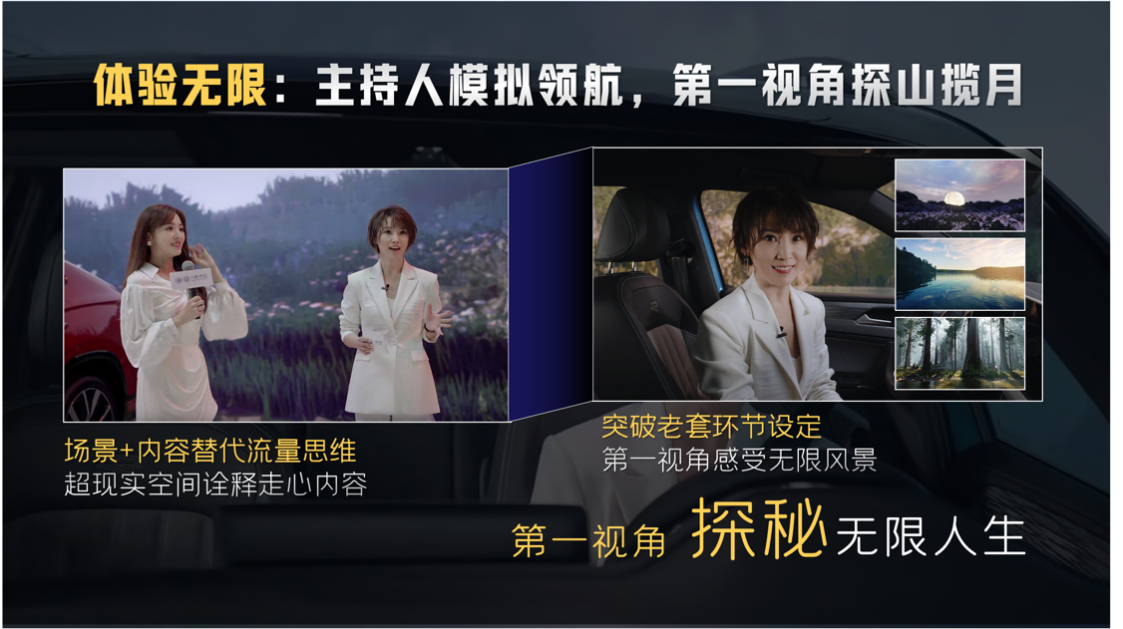 体验无限：主持人模拟领航，第一视角探山揽月
场景+内容替代流量思维
超现实空间诠释走心内容
突破老套环节设定
第一视角感受无限风景
第一视角 探秘无限人生